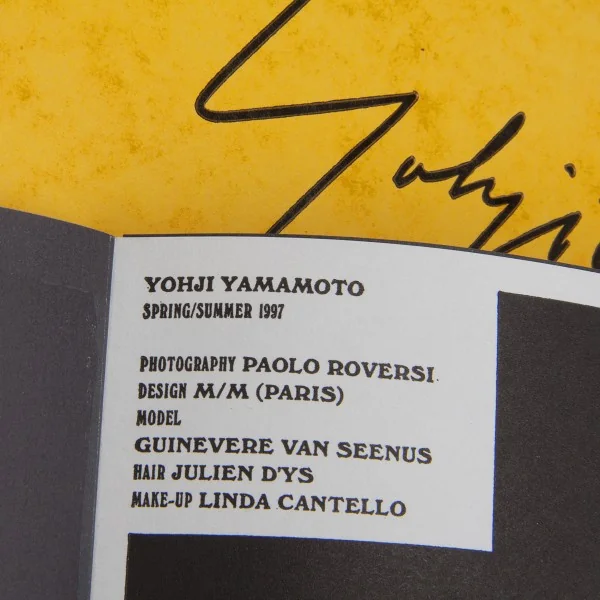 Yohji
YOHJI YAMAMOTO
SPRING/SUMMER 1997
PHOTOGRAPHY PAOLO ROVERSI
DESIGN M/M (PARIS)
MODEL
GUINEVERE VAN SEENUS
HAIR JULIEN D'YS
MAKE-UP LINDA CANTELLO